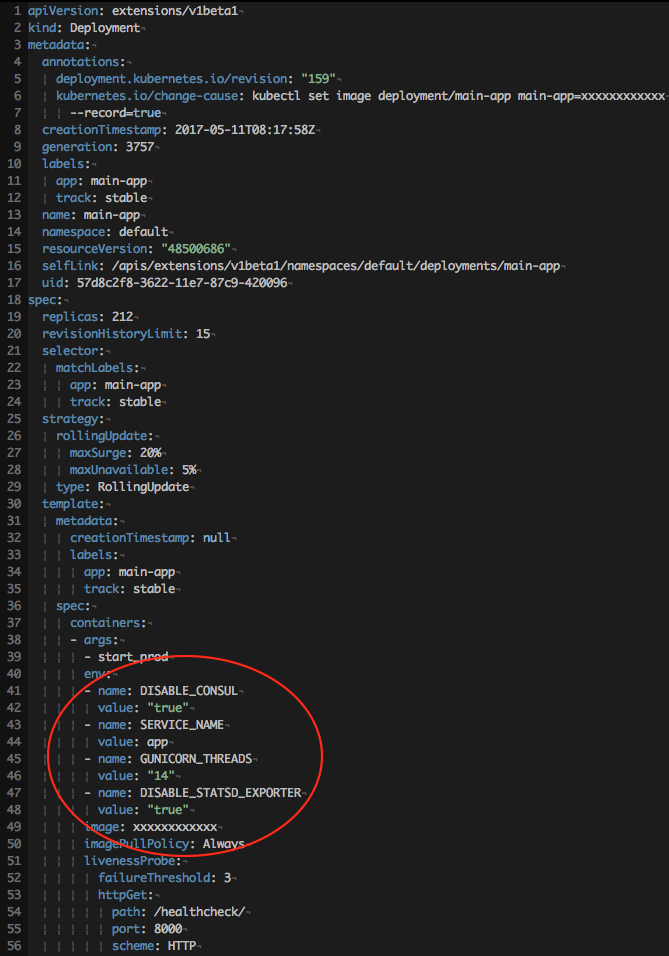 1 apiVersion: extensions/v1beta1
2 kind: Deployment
3 metadata:
4 annotations:
5 deployment.kubernetes.io/revision: "159"
6 kubernetes.io/change-cause: kubectl set image deployment/main-app main-app=xxxxxxxxxxxx
7 --record=true
8 creationTimestamp: 2017-05-11T08:17:58Z
9 generation: 3757
10 labels:
11 app: main-app
12 track: stable
13 name: main-app
14 namespace: default
15 resourceVersion: "48500686"
16 selfLink: /apis/extensions/v1beta1/namespaces/default/deployments/main-app
17 uid: 57d8c2f8-3622-11e7-87c9-420096
18 spec:
19 replicas: 212
20 revisionHistoryLimit: 15
21 selector:
22 matchLabels:
23 app: main-app
24 track: stable
25 strategy:
26 rollingUpdate:
27 maxSurge: 20%
28 maxUnavailable: 5%
29 type: RollingUpdate
30 template:
31 metadata:
32 creationTimestamp: null
33 labels:
34 app: main-app
35 track: stable
36 spec:
37 containers:
38 - args:
39 - start_prod
40 env:
41 - name: DISABLE_CONSUL
42 value: "true"
43 - name: SERVICE_NAME
44 value: app
45 - name: GUNICORN_THREADS
46 value: "14"
47 - name: DISABLE_STATSD_EXPORTER
48 value: "true"
49 image: xxxxxxxxxxxx
50 imagePullPolicy: Always
51 livenessProbe:
52 failureThreshold: 3
53 httpGet:
54 path: /healthcheck/
55 port: 8000
56 scheme: HTTP